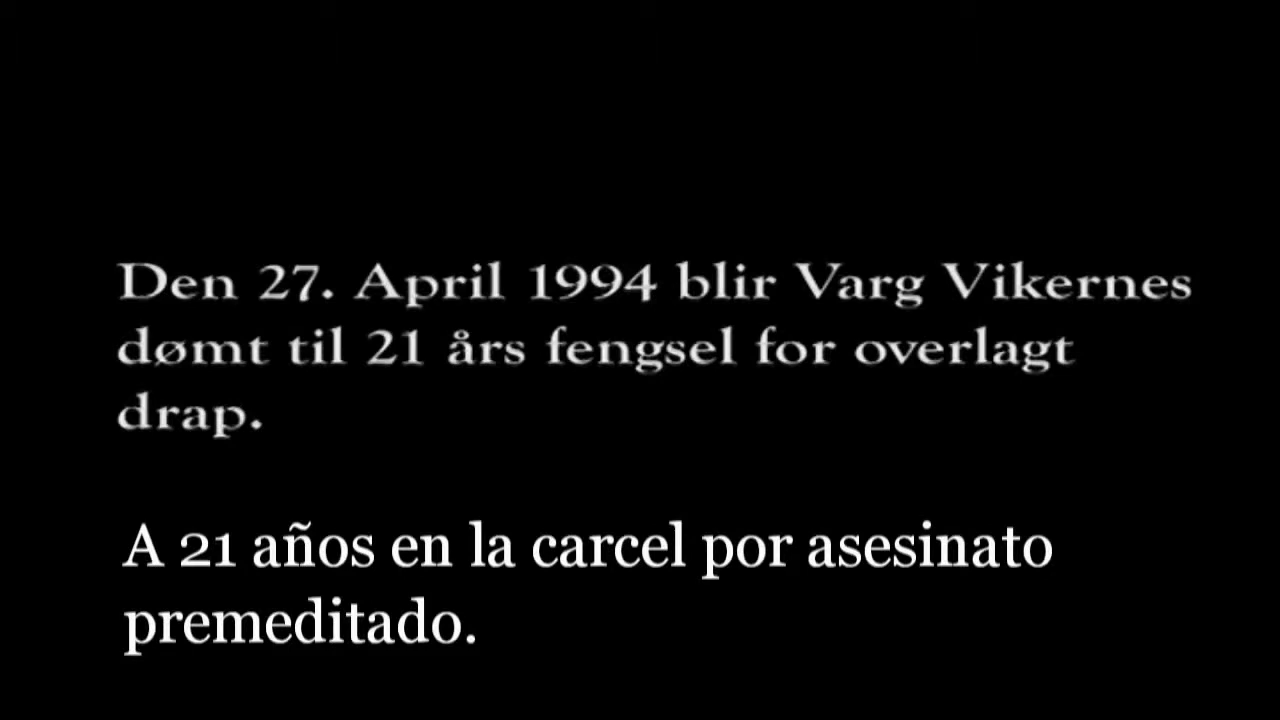 Den 27. April 1994 blir Varg Vikernes
dømt til 21 års fengsel for overlagt
drap.
A 21 años en la carcel por asesinato
premeditado.